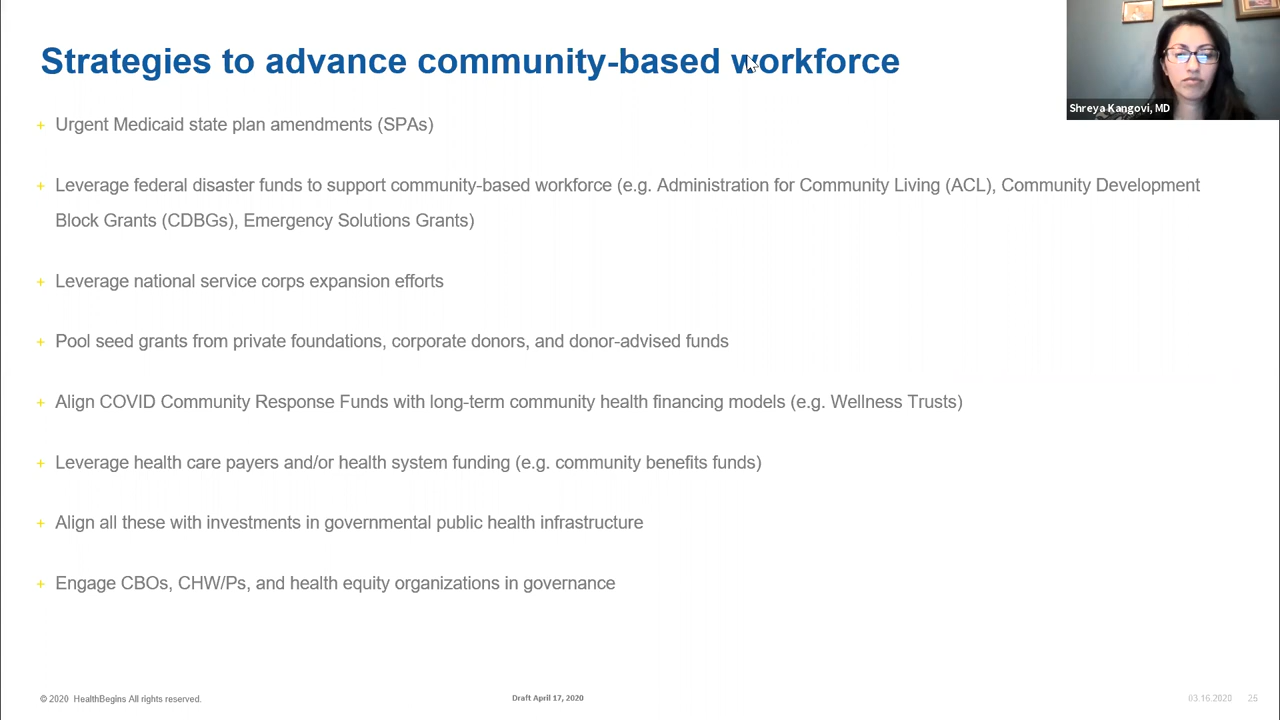 Strategies to advance community-based workforce
Shreya Kangovi, MD
+ Urgent Medicaid state plan amendments (SPAs)
+ Leverage federal disaster funds to support community-based workforce (e.g. Administration for Community Living (ACL), Community Development
Block Grants (CDBGs), Emergency Solutions Grants)
+ Leverage national service corps expansion efforts
+ Pool seed grants from private foundations, corporate donors, and donor-advised funds
+ Align COVID Community Response Funds with long-term community health financing models (e.g. Wellness Trusts)
+ Leverage health care payers and/or health system funding (e.g. community benefits funds)
+ Align all these with investments in governmental public health infrastructure
+ Engage CBOs, CHW/Ps, and health equity organizations in governance
© 2020 HealthBegins All rights reserved.
Draft April 17, 2020
03.16.2020 25